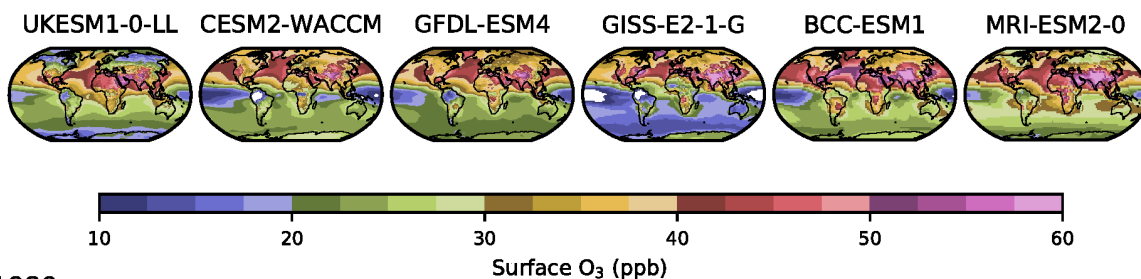 UKESM1-0-LL CESM2-WACCM GFDL-ESM4 GISS-E2-1-G BCC-ESM1 MRI-ESM2-0
10 20 30 40 50 60
Surface O₃ (ppb)